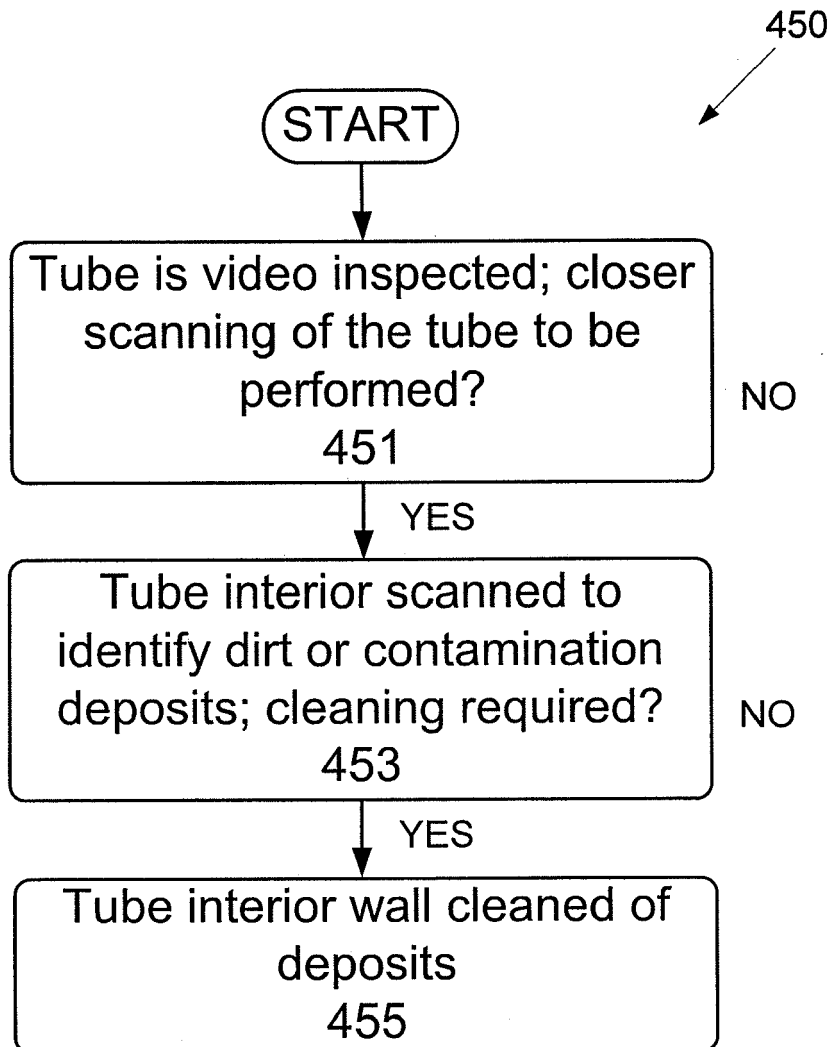 450
START
Tube is video inspected; closer
scanning of the tube to be
performed?
451
NO
YES
Tube interior scanned to
identify dirt or contamination
deposits; cleaning required?
453
NO
YES
Tube interior wall cleaned of
deposits
455